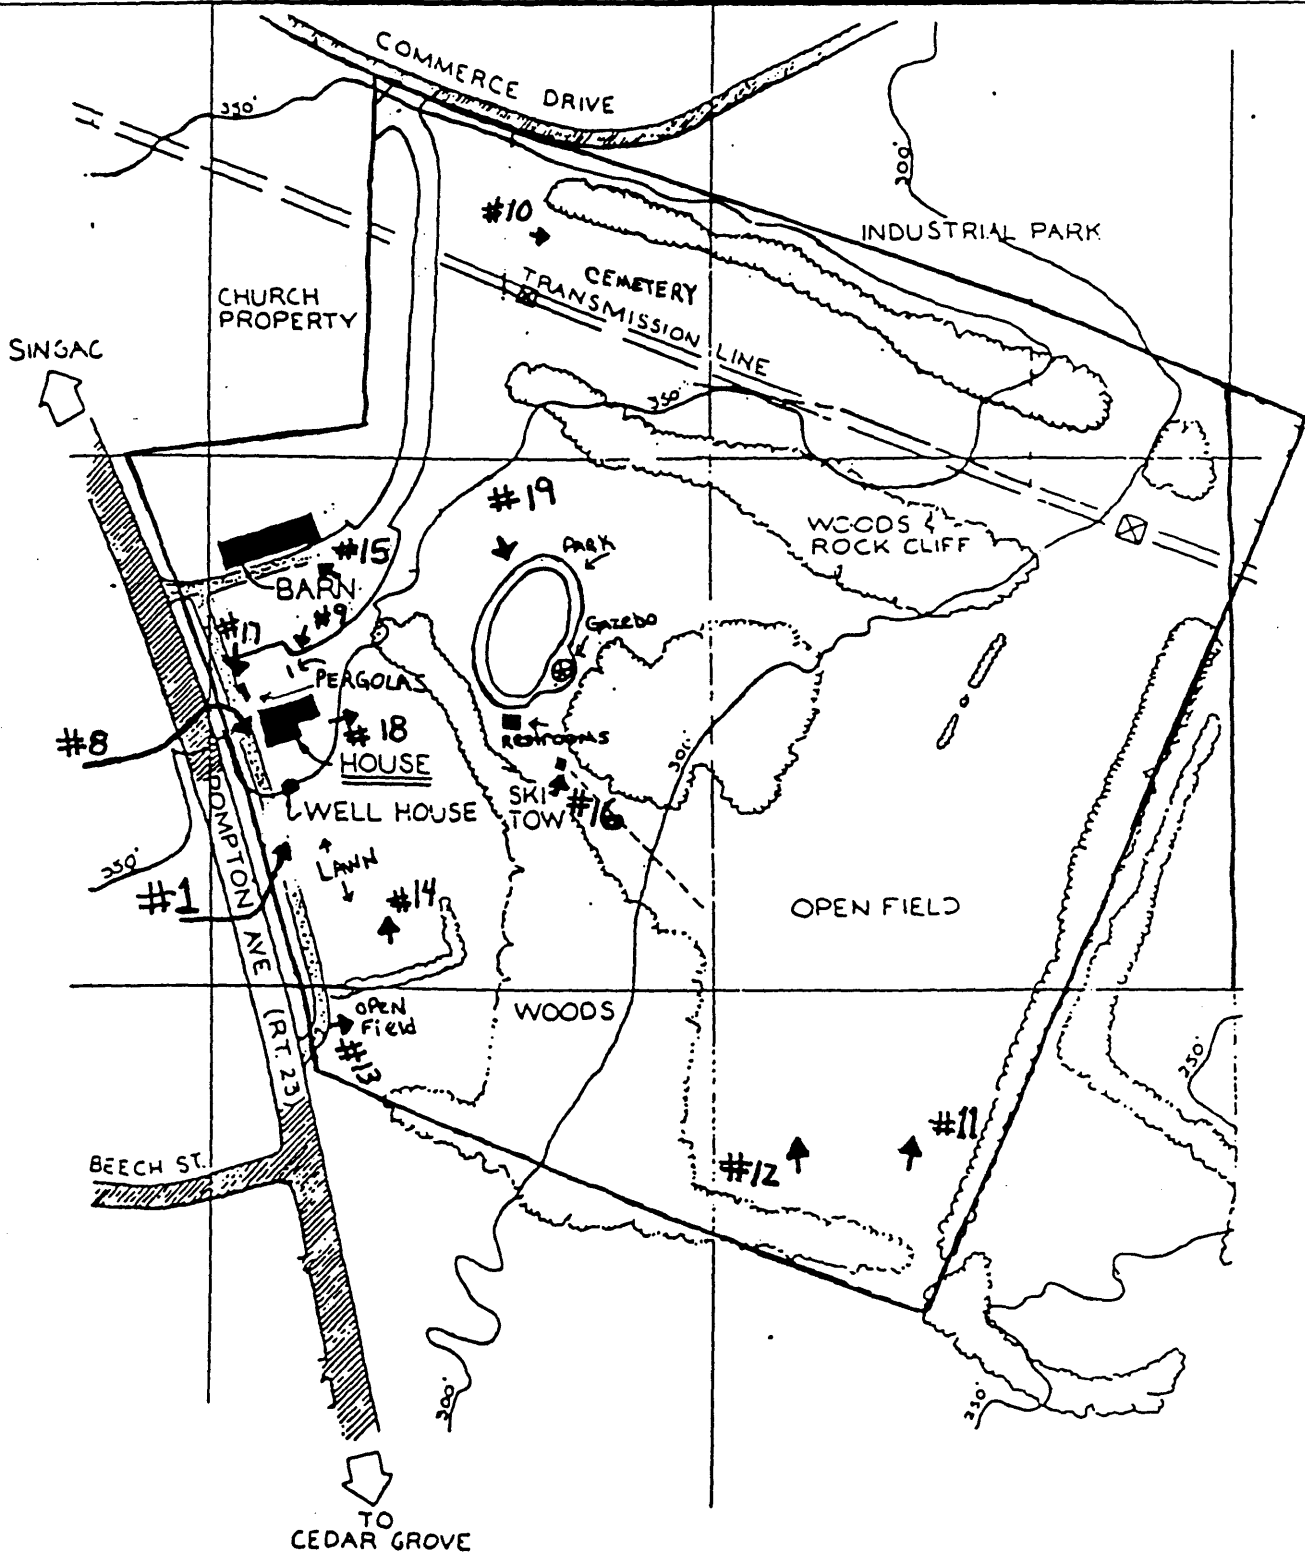 COMMERCE DRIVE
350'
300'
#10
INDUSTRIAL PARK
CEMETERY
TRANSMISSION LINE
CHURCH
PROPERTY
SINGAC
350'
#19
WOODS &
ROCK CLIFF
PARK
#15
BARN
#9
#17
GAZEBO
PERGOLAS
#8
#18
RESTROOMS
HOUSE
300'
SKI
TOW
#16
WELL HOUSE
LAWN
350'
#1
#14
OPEN FIELD
POMPTON AVE (RT. 23)
OPEN
Field
WOODS
#13
250'
#11
#12
BEECH ST.
300'
250'
TO
CEDAR GROVE